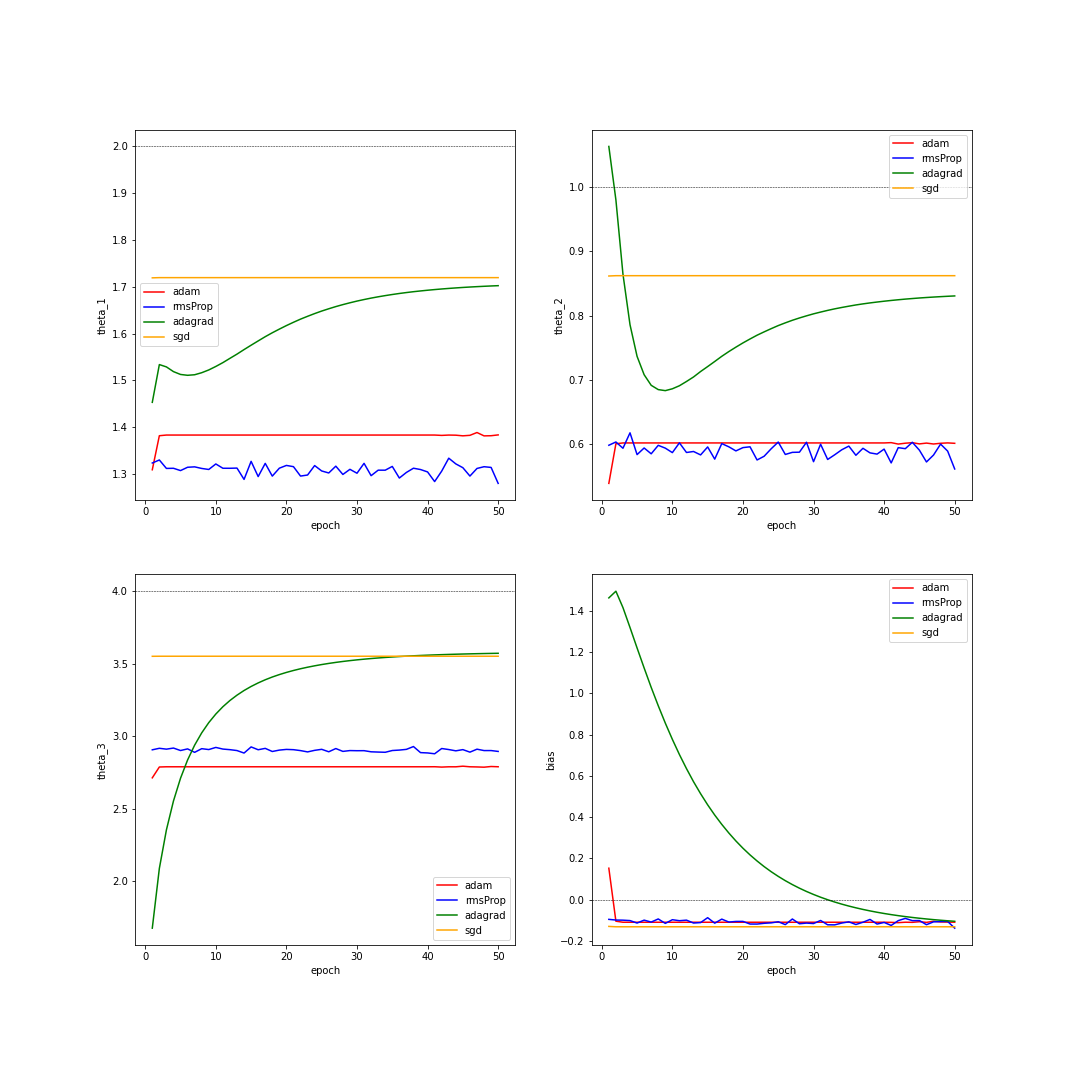 2.0
1.9
1.8
1.7
1.6
1.5
1.4
1.3
theta_1
adam
rmsProp
adagrad
sgd
0 10 20 30 40 50
epoch
1.0
0.9
0.8
0.7
0.6
theta_2
adam
rmsProp
adagrad
sgd
0 10 20 30 40 50
epoch
4.0
3.5
3.0
2.5
2.0
theta_3
adam
rmsProp
adagrad
sgd
0 10 20 30 40 50
epoch
1.4
1.2
1.0
0.8
0.6
0.4
0.2
0.0
−0.2
bias
adam
rmsProp
adagrad
sgd
0 10 20 30 40 50
epoch